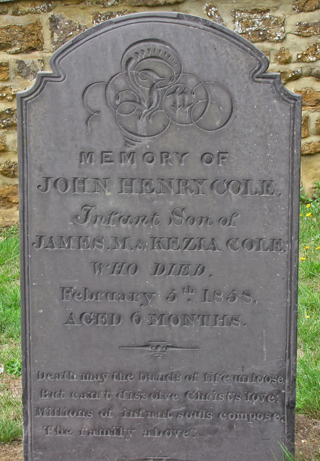 In
MEMORY OF
JOHN HENRY COLE,
Infant Son of
JAMES, M. & KEZIA COLE,
WHO DIED,
February 5th 1858,
AGED 6 MONTHS.
Death may the bands of life unloose
But can't dissolve Christ's love;
Millions of infant souls compose
The family above.